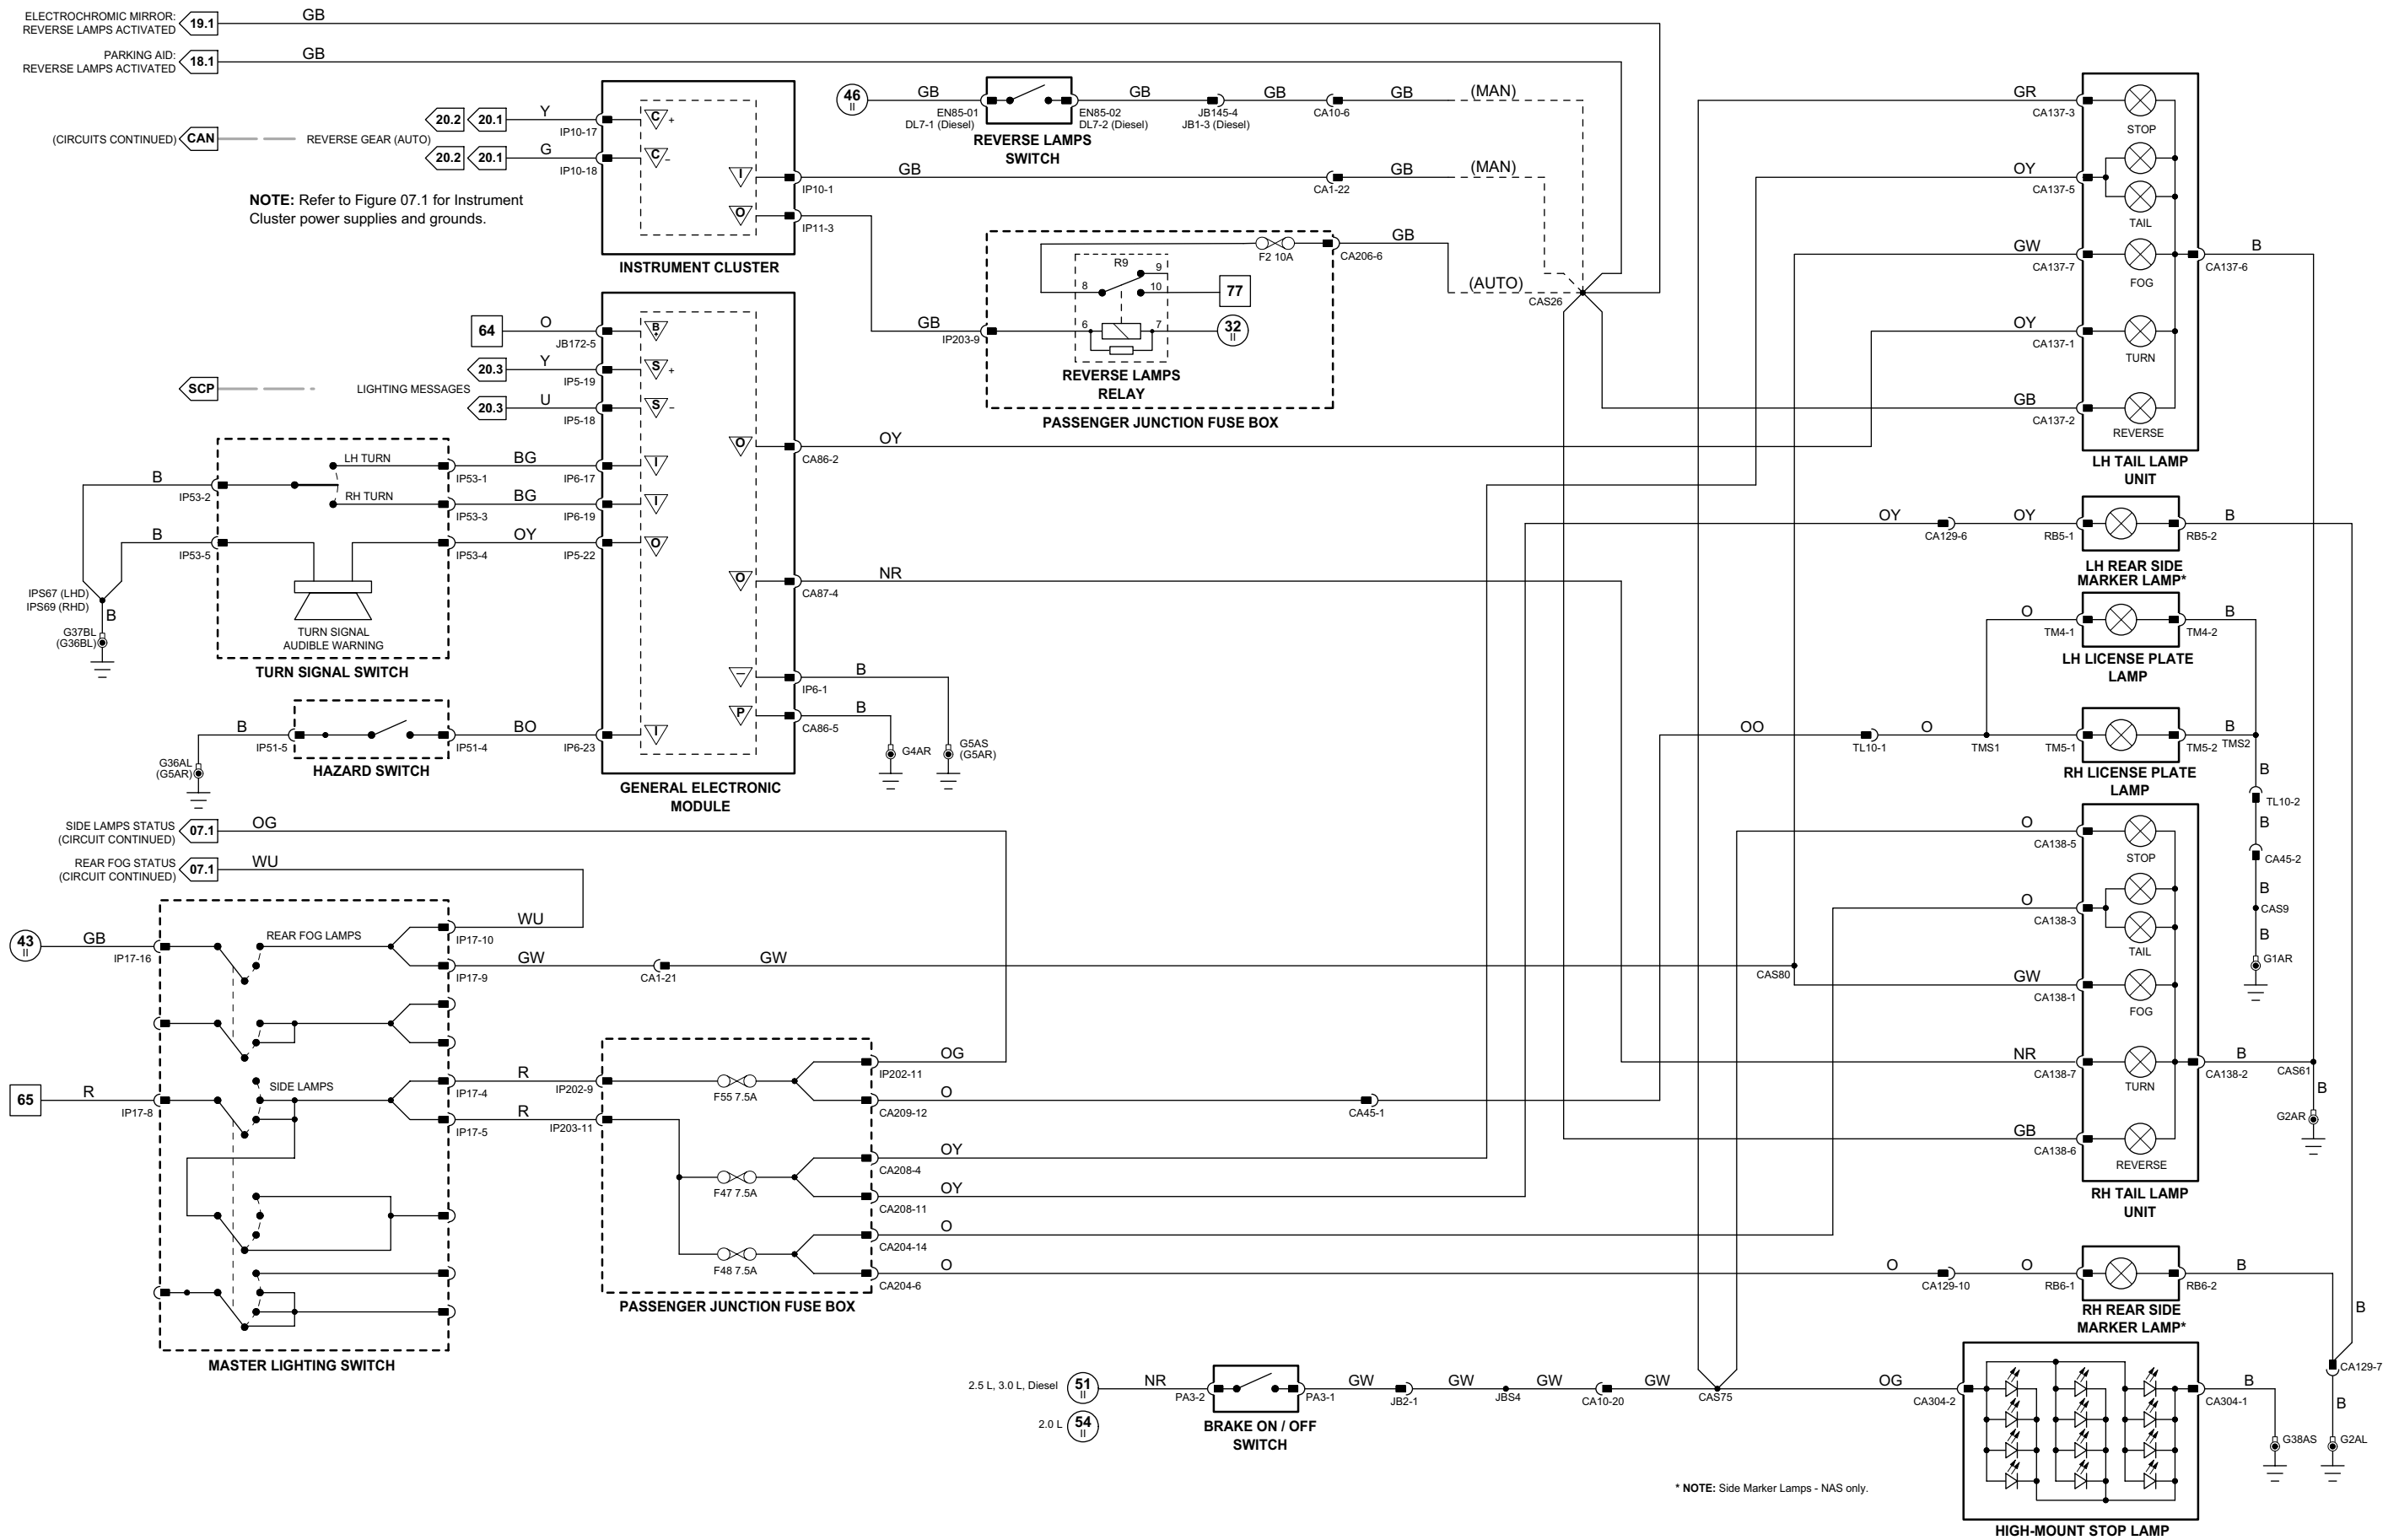 ELECTROCHROMIC MIRROR:
REVERSE LAMPS ACTIVATED
19.1
GB
PARKING AID:
REVERSE LAMPS ACTIVATED
18.1
GB
(CIRCUITS CONTINUED)
CAN
REVERSE GEAR (AUTO)
20.2
20.1
Y
IP10-17
20.2
20.1
G
IP10-18
C
+
C
–
I
O
IP10-1
IP11-3
GB
CA1-22
GB
(MAN)
INSTRUMENT CLUSTER
NOTE: Refer to Figure 07.1 for Instrument
Cluster power supplies and grounds.
46
II
GB
EN85-01
DL7-1 (Diesel)
REVERSE LAMPS
SWITCH
EN85-02
DL7-2 (Diesel)
GB
JB145-4
JB1-3 (Diesel)
GB
CA10-6
GB
(MAN)
GB
IP203-9
R9
9
8
10
6
7
77
32
II
F2 10A
CA206-6
GB
(AUTO)
CAS26
REVERSE LAMPS
RELAY
PASSENGER JUNCTION FUSE BOX
64
O
JB172-5
B
+
SCP
LIGHTING MESSAGES
20.3
Y
IP5-19
S
+
20.3
U
IP5-18
S
–
O
CA86-2
OY
B
IP53-2
LH TURN
RH TURN
IP53-1
BG
IP6-17
I
IP53-3
BG
IP6-19
I
B
IP53-5
IP53-4
OY
IP5-22
O
TURN SIGNAL
AUDIBLE WARNING
TURN SIGNAL SWITCH
IPS67 (LHD)
IPS69 (RHD)
B
G37BL
(G36BL)
O
CA87-4
NR
–
IP6-1
B
P
CA86-5
B
G4AR
G5AS
(G5AR)
B
IP51-5
IP51-4
BO
IP6-23
I
G36AL
(G5AR)
HAZARD SWITCH
GENERAL ELECTRONIC
MODULE
SIDE LAMPS STATUS
(CIRCUIT CONTINUED)
07.1
OG
REAR FOG STATUS
(CIRCUIT CONTINUED)
07.1
WU
43
II
GB
IP17-16
REAR FOG LAMPS
WU
IP17-10
GW
IP17-9
CA1-21
GW
CAS80
65
R
IP17-8
SIDE LAMPS
IP17-4
R
IP202-9
IP17-5
R
IP203-11
MASTER LIGHTING SWITCH
F55 7.5A
IP202-11
OG
CA209-12
O
CA45-1
F47 7.5A
CA208-4
OY
CA208-11
OY
F48 7.5A
CA204-14
O
CA204-6
O
PASSENGER JUNCTION FUSE BOX
2.5 L, 3.0 L, Diesel
51
II
2.0 L
54
II
NR
PA3-2
PA3-1
BRAKE ON / OFF
SWITCH
GW
JB2-1
GW
JBS4
GW
CA10-20
GW
CAS75
OG
CA304-2
GR
CA137-3
STOP
OY
CA137-5
TAIL
GW
CA137-7
FOG
B
CA137-6
OY
CA137-1
TURN
GB
CA137-2
REVERSE
LH TAIL LAMP
UNIT
OY
CA129-6
OY
RB5-1
RB5-2
B
LH REAR SIDE
MARKER LAMP*
O
TM4-1
TM4-2
B
LH LICENSE PLATE
LAMP
OO
TL10-1
O
TMS1
TM5-1
TM5-2
B
TMS2
RH LICENSE PLATE
LAMP
B
TL10-2
B
CA45-2
B
CAS9
B
G1AR
O
CA138-5
STOP
O
CA138-3
TAIL
GW
CA138-1
FOG
NR
CA138-7
TURN
CA138-2
B
CAS61
B
G2AR
GB
CA138-6
REVERSE
RH TAIL LAMP
UNIT
O
CA129-10
O
RB6-1
RB6-2
B
RH REAR SIDE
MARKER LAMP*
B
CA129-7
B
G2AL
CA304-1
B
G38AS
HIGH-MOUNT STOP LAMP
* NOTE: Side Marker Lamps - NAS only.